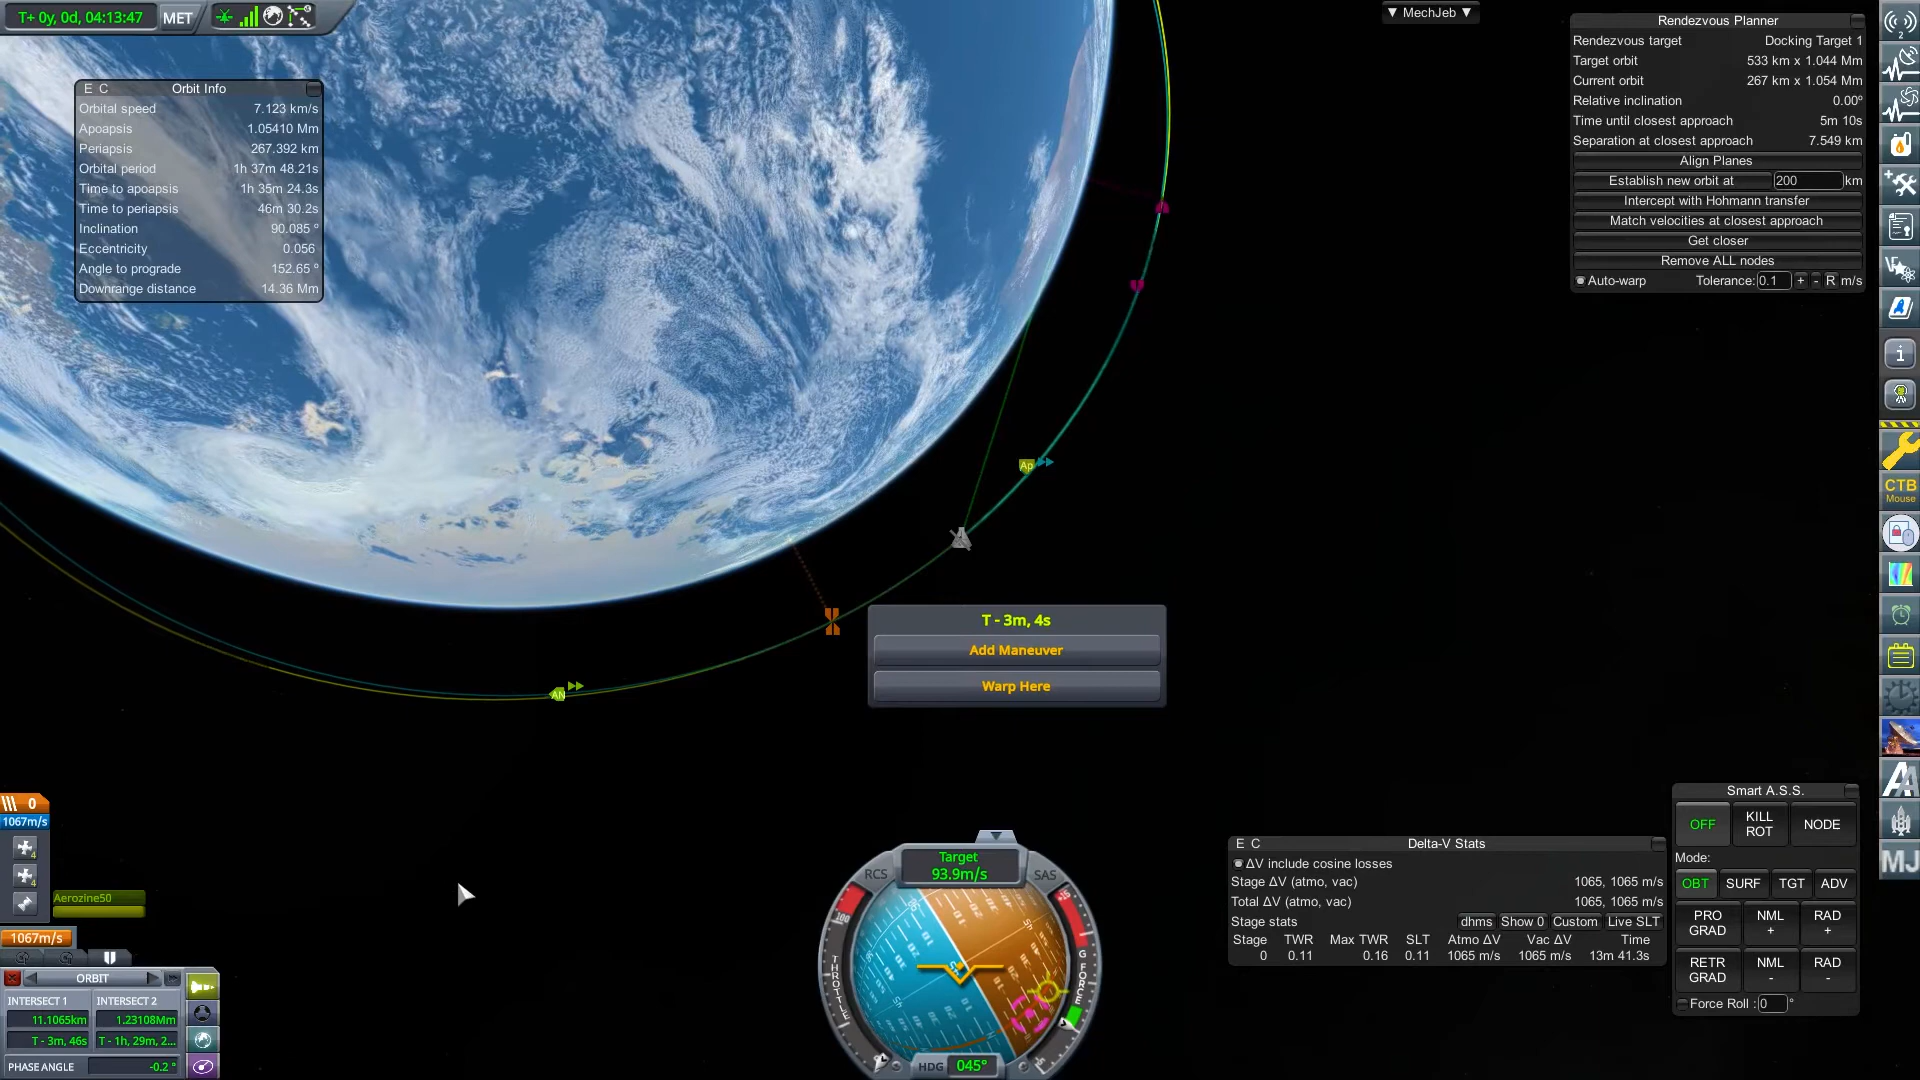 T+ 0y, 0d, 04:13:47 MET
▼ MechJeb ▼
E C Orbit Info
Orbital speed 7.123 km/s
Apoapsis 1.05410 Mm
Periapsis 267.392 km
Orbital period 1h 37m 48.21s
Time to apoapsis 1h 35m 24.3s
Time to periapsis 46m 30.2s
Inclination 90.085 º
Eccentricity 0.056
Angle to prograde 152.65 º
Downrange distance 14.36 Mm
Rendezvous Planner
Rendezvous target Docking Target 1
Target orbit 533 km x 1.044 Mm
Current orbit 267 km x 1.054 Mm
Relative inclination 0.00º
Time until closest approach 5m 10s
Separation at closest approach 7.549 km
Align Planes
Establish new orbit at 200 km
Intercept with Hohmann transfer
Match velocities at closest approach
Get closer
Remove ALL nodes
Auto-warp Tolerance: 0.1 + - R m/s
2
CTB
Mouse
MJ
Ap
AN
T - 3m, 4s
Add Maneuver
Warp Here
0
1067m/s
4
4
Aerozine50
1067m/s
ORBIT
INTERSECT 1 INTERSECT 2
11.1065km 1.23108Mm
T - 3m, 46s T - 1h, 29m, 2...
PHASE ANGLE -0.2 °
Target
93.9m/s
RCS SAS
THROTTLE
G FORCE
100
HDG 045°
E C Delta-V Stats
ΔV include cosine losses
Stage ΔV (atmo, vac) 1065, 1065 m/s
Total ΔV (atmo, vac) 1065, 1065 m/s
Stage stats dhms Show 0 Custom Live SLT
Stage TWR Max TWR SLT Atmo ΔV Vac ΔV Time
0 0.11 0.16 0.11 1065 m/s 1065 m/s 13m 41.3s
Smart A.S.S.
OFF KILL ROT NODE
Mode:
OBT SURF TGT ADV
PRO GRAD NML + RAD +
RETR GRAD NML - RAD -
Force Roll : 0 °